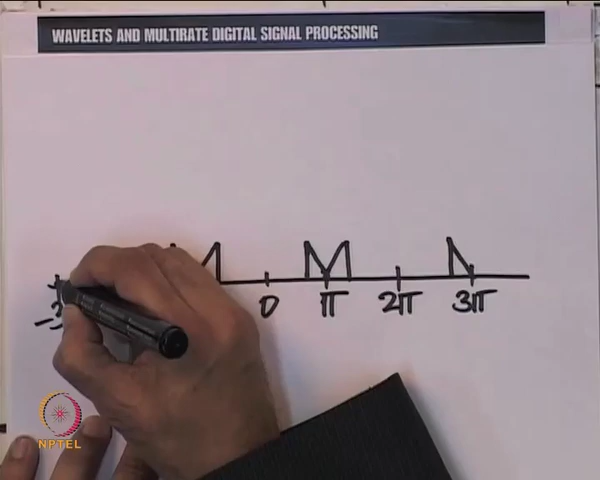 WAVELETS AND MULTIRATE DIGITAL SIGNAL PROCESSING
0 π 2π 3π
NPTEL